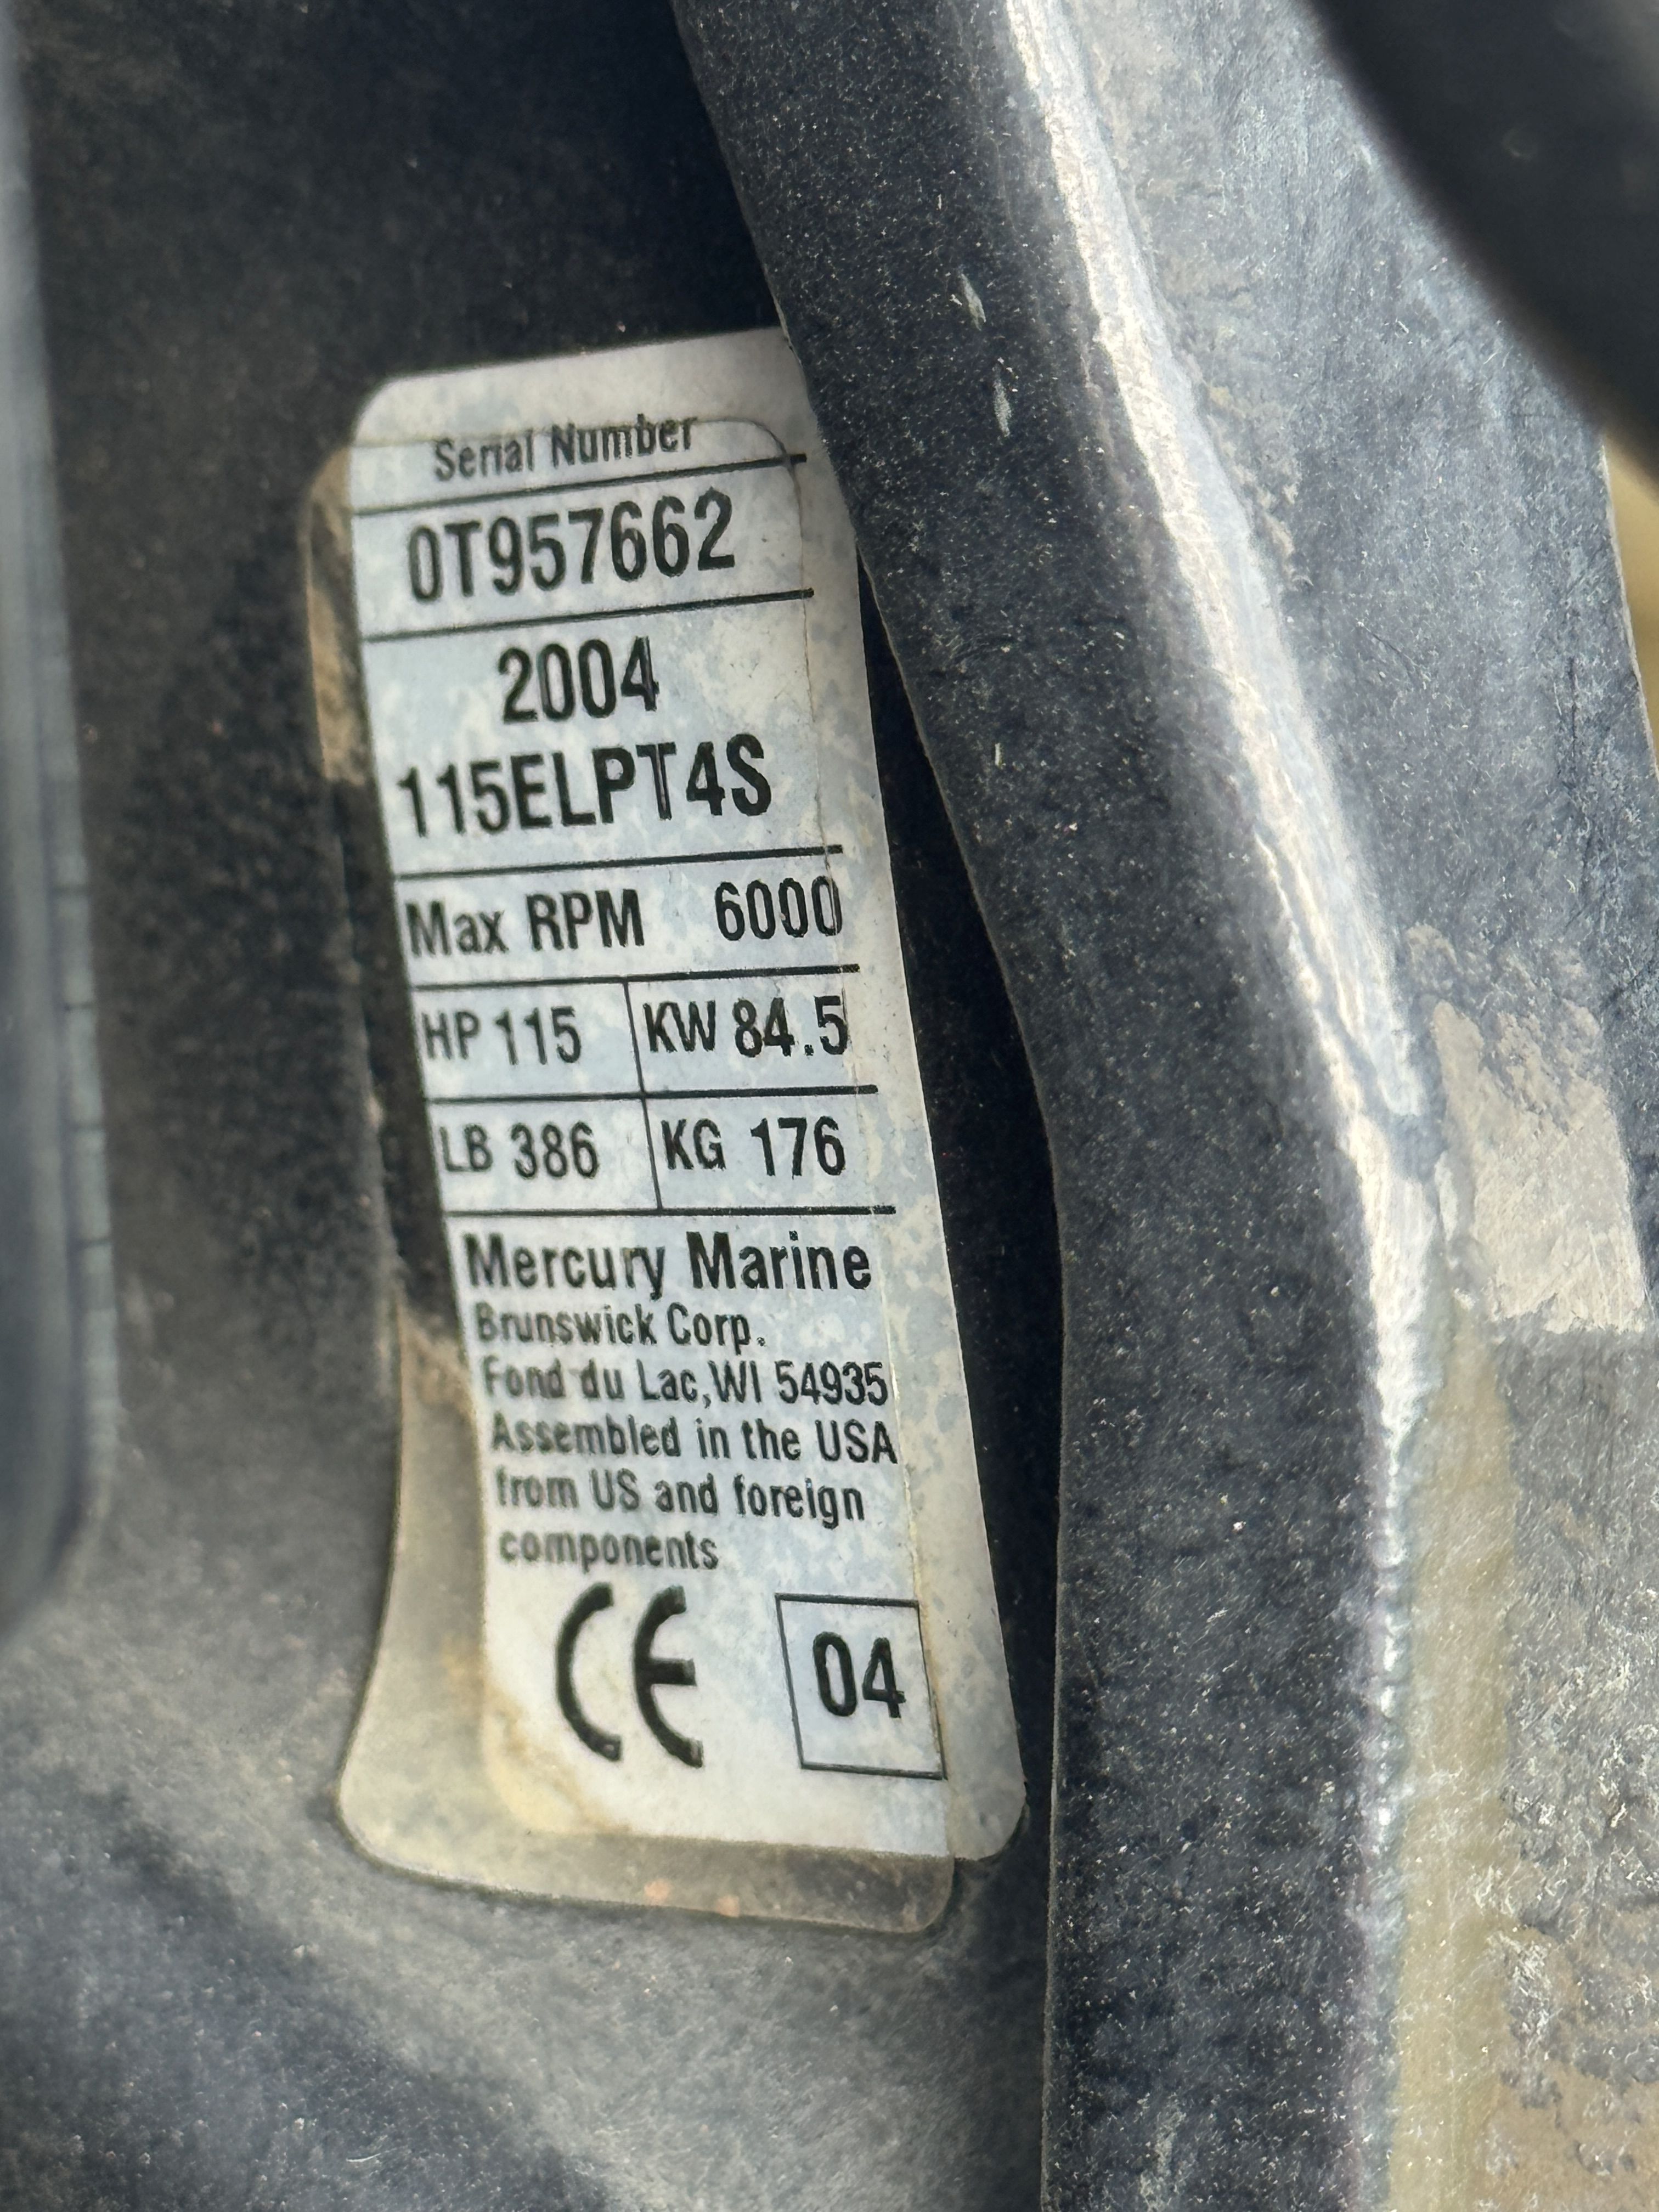 Serial Number
0T957662
2004
115ELPT4S
Max RPM 6000
HP 115 KW 84.5
LB 386 KG 176
Mercury Marine
Brunswick Corp.
Fond du Lac,WI 54935
Assembled in the USA
from US and foreign
components
CE 04